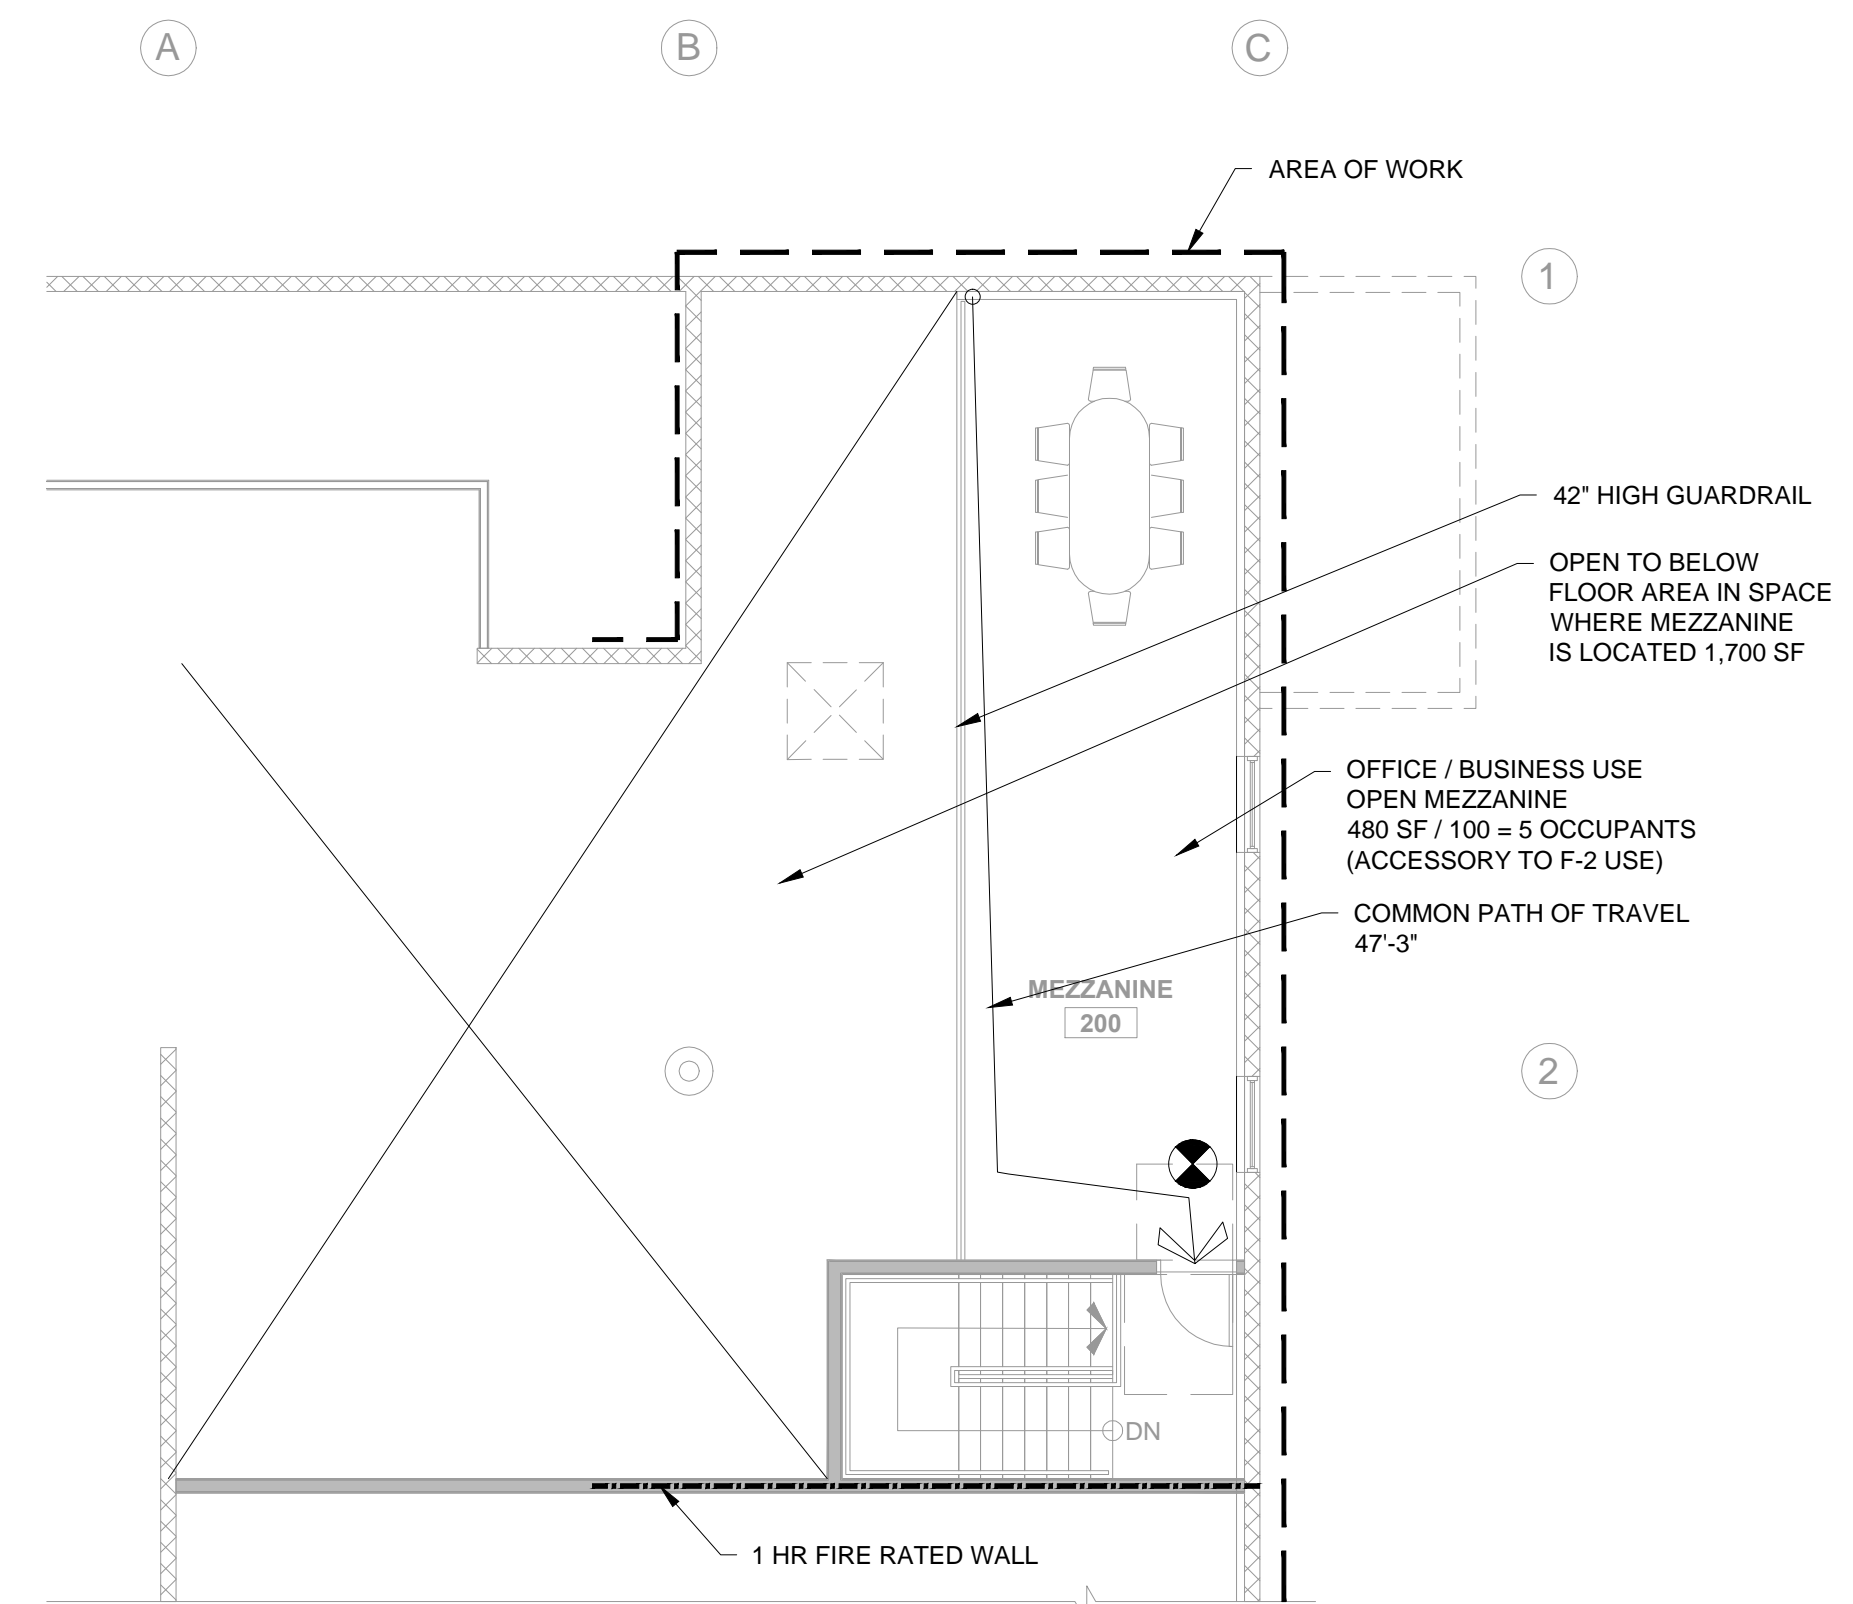 A
B
C
AREA OF WORK
1
42" HIGH GUARDRAIL
OPEN TO BELOW
FLOOR AREA IN SPACE
WHERE MEZZANINE
IS LOCATED 1,700 SF
OFFICE / BUSINESS USE
OPEN MEZZANINE
480 SF / 100 = 5 OCCUPANTS
(ACCESSORY TO F-2 USE)
COMMON PATH OF TRAVEL
47'-3"
MEZZANINE
200
2
DN
1 HR FIRE RATED WALL